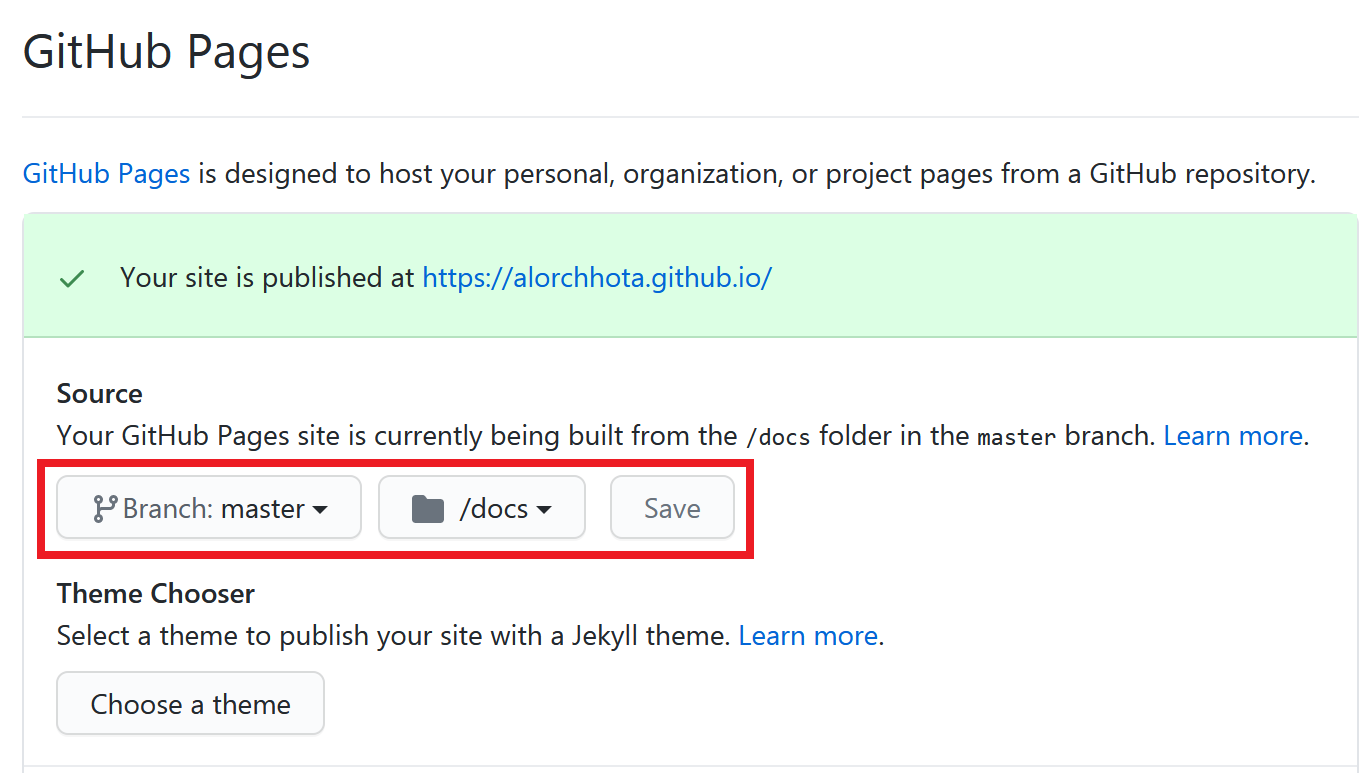 GitHub Pages
GitHub Pages is designed to host your personal, organization, or project pages from a GitHub repository.
Your site is published at https://alorchhota.github.io/
Source
Your GitHub Pages site is currently being built from the /docs folder in the master branch. Learn more.
Branch: master /docs Save
Theme Chooser
Select a theme to publish your site with a Jekyll theme. Learn more.
Choose a theme